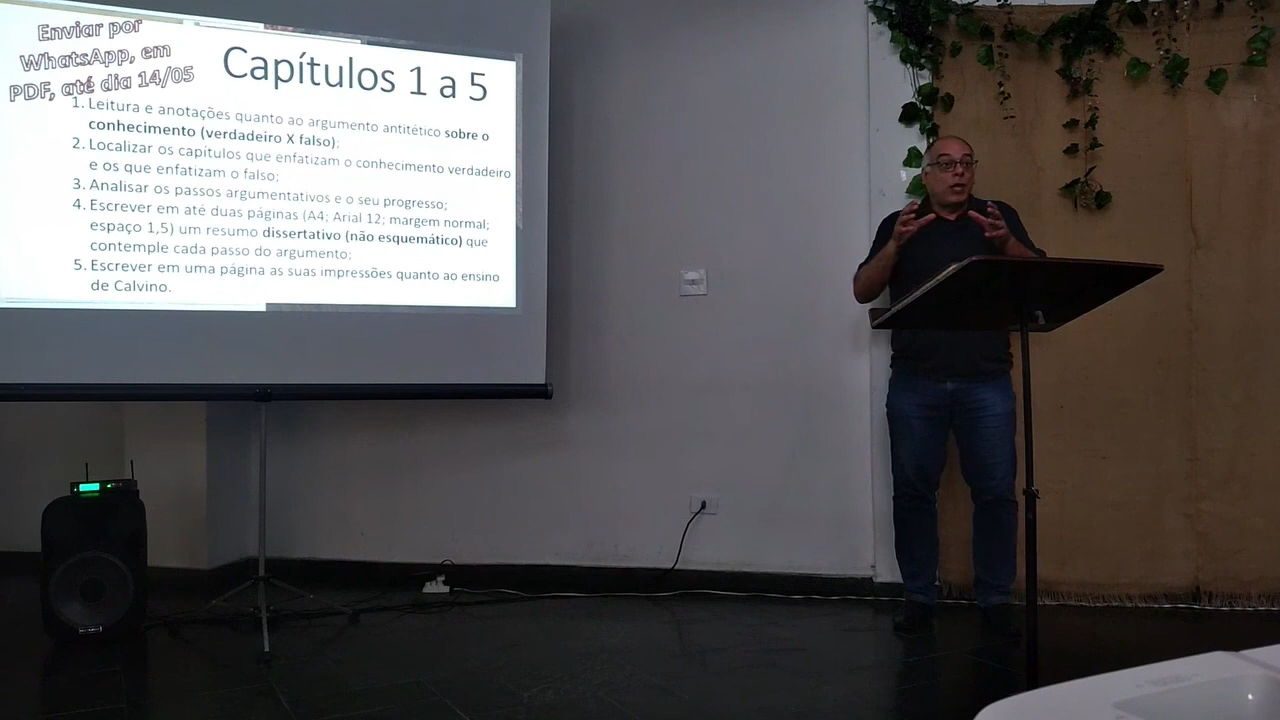 Enviar por
WhatsApp, em
PDF, até dia 14/05
Capítulos 1 a 5
1. Leitura e anotações quanto ao argumento antitético sobre o
conhecimento (verdadeiro X falso);
2. Localizar os capítulos que enfatizam o conhecimento verdadeiro
e os que enfatizam o falso;
3. Analisar os passos argumentativos e o seu progresso;
4. Escrever em até duas páginas (A4; Arial 12; margem normal;
espaço 1,5) um resumo dissertativo (não esquemático) que
contemple cada passo do argumento;
5. Escrever em uma página as suas impressões quanto ao ensino
de Calvino.